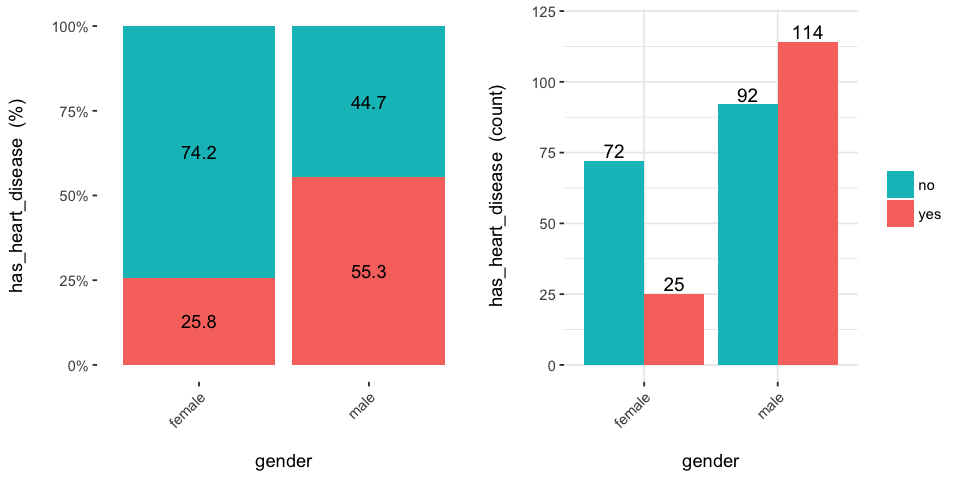 has_heart_disease (%)
100%
75%
50%
25%
0%
74.2
25.8
44.7
55.3
female
male
gender
has_heart_disease (count)
125
100
75
50
25
0
72
25
92
114
female
male
gender
no
yes